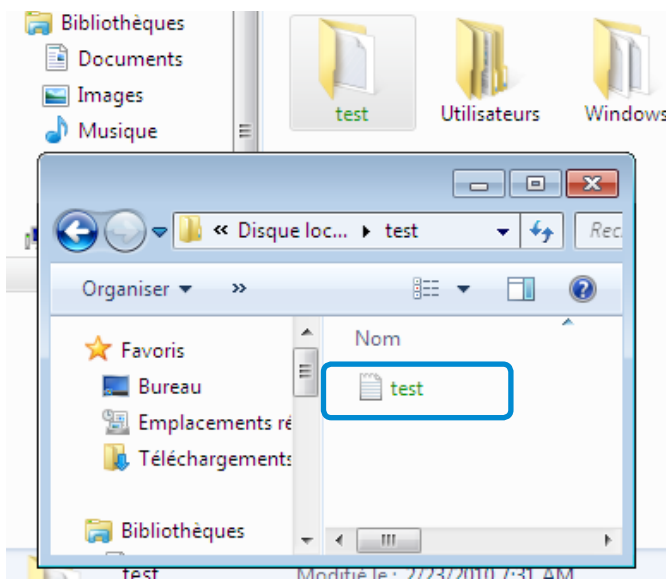 Bibliothèques
Documents
Images
Musique
test
Utilisateurs
Windows
« Disque loc... ▸ test
Rec
Organiser
»
Favoris
Bureau
Emplacements ré
Téléchargements
Bibliothèques
Nom
test
test
Modifié le : 2/23/2010 7:31 AM